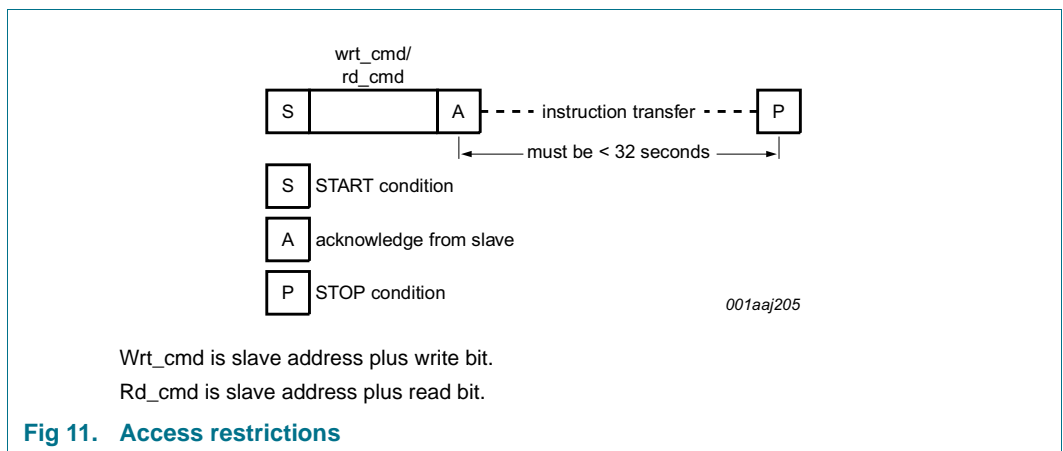 wrt_cmd/
rd_cmd
S A instruction transfer P
must be < 32 seconds
S START condition
A acknowledge from slave
P STOP condition
001aaj205
Wrt_cmd is slave address plus write bit.
Rd_cmd is slave address plus read bit.
Fig 11. Access restrictions